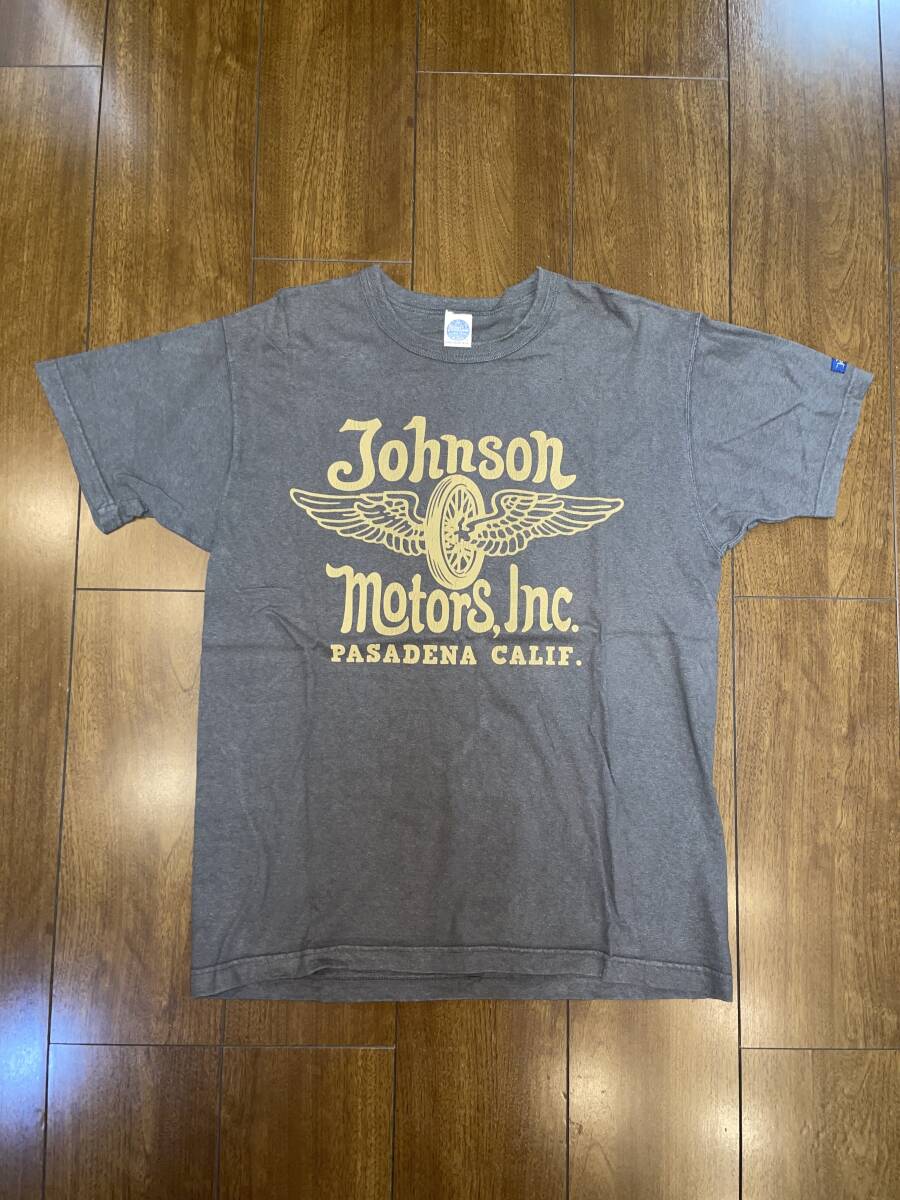 Johnson
Motors, Inc.
PASADENA CALIF.